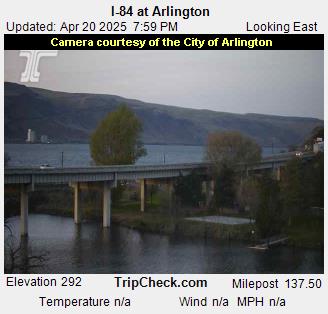 I-84 at Arlington
Updated: Apr 20 2025 7:59 PM Looking East
Camera courtesy of the City of Arlington
Elevation 292 TripCheck.com Milepost 137.50
Temperature n/a Wind n/a MPH n/a